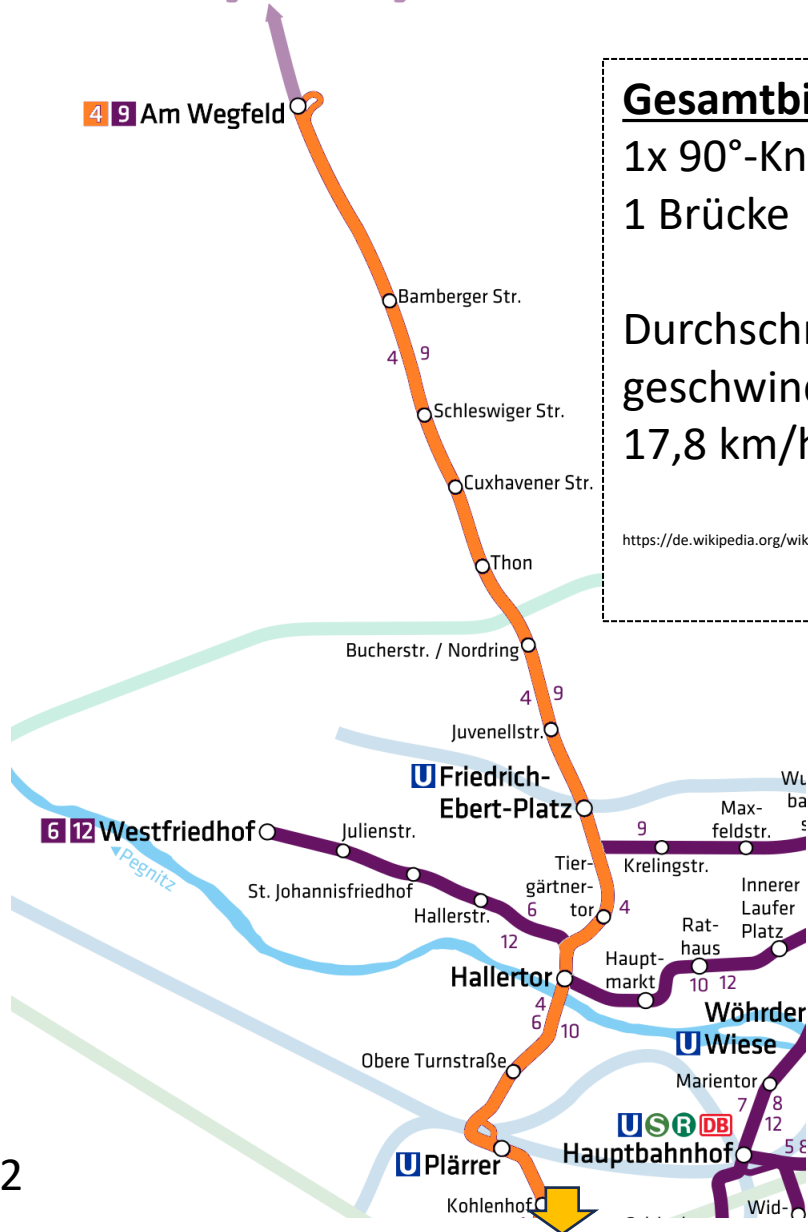 4 9 Am Wegfeld
Gesamtbi
1x 90°-Kn
1 Brücke
Durchschn
geschwind
17,8 km/h
https://de.wikipedia.org/wik
Bamberger Str.
4 9
Schleswiger Str.
Cuxhavener Str.
Thon
Bucherstr. / Nordring
4 9
Juvenellstr.
U Friedrich-
Ebert-Platz
6 12 Westfriedhof
Julienstr.
St. Johannisfriedhof
Hallerstr.
6
12
Pegnitz
9
Krelingstr.
Max-
feldstr.
Wu
ba
s
Tier-
gärtner-
tor
4
Innerer
Laufer
Platz
Rat-
haus
10 12
Haupt-
markt
Hallertor
4
6
10
Wöhrder
U Wiese
Obere Turnstraße
Marientor
7 8
12
U S R DB
Hauptbahnhof
5 8
U Plärrer
Kohlenhof
Wid-
2